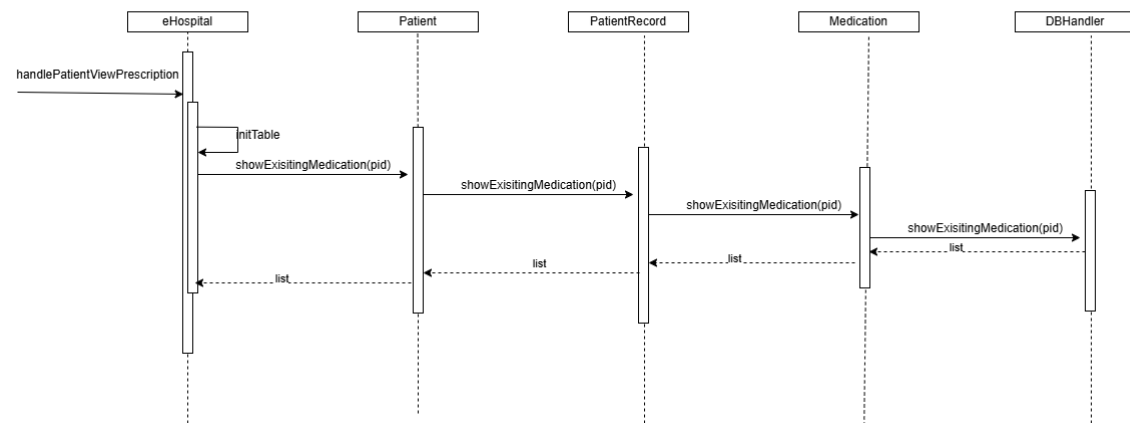 eHospital
Patient
PatientRecord
Medication
DBHandler
handlePatientViewPrescription
initTable
showExisitingMedication(pid)
showExisitingMedication(pid)
showExisitingMedication(pid)
showExisitingMedication(pid)
list
list
list
list